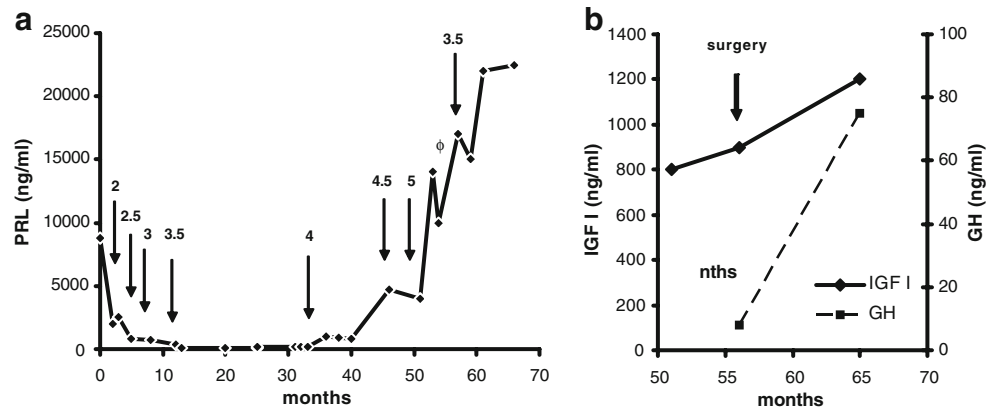 a
25000
20000
15000
10000
5000
0
PRL (ng/ml)
2
2.5
3
3.5
4
4.5
5
ϕ
3.5
0 10 20 30 40 50 60 70
months
b
1400
1200
1000
800
600
400
200
0
IGF I (ng/ml)
surgery
nths
IGF I
GH
100
80
60
40
20
0
GH (ng/ml)
50 55 60 65 70
months